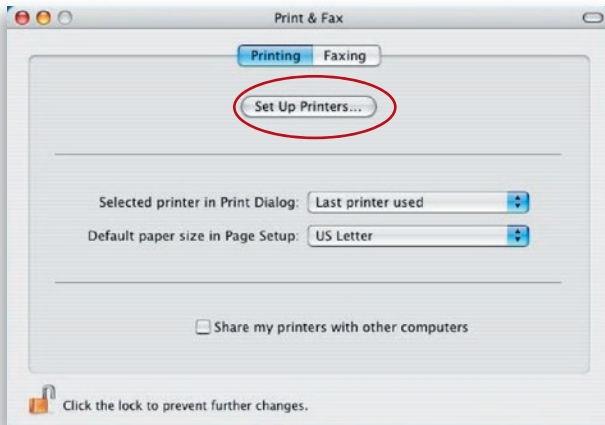 Print & Fax
Printing Faxing
Set Up Printers...
Selected printer in Print Dialog: Last printer used
Default paper size in Page Setup: US Letter
Share my printers with other computers
Click the lock to prevent further changes.